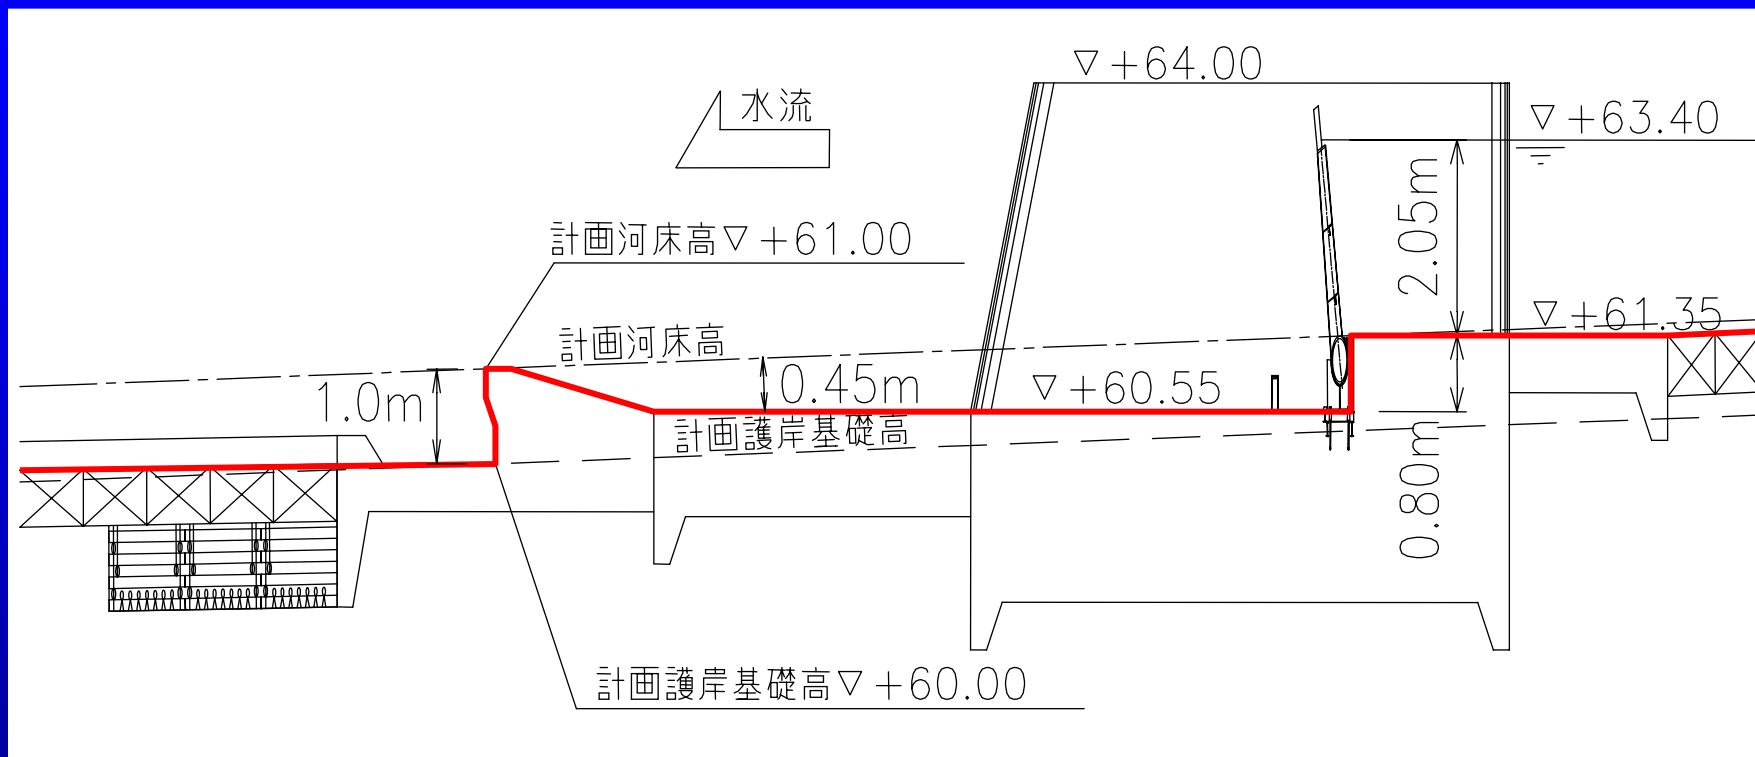 ▽+64.00
水流
▽+63.40
2.05m
計画河床高▽+61.00
▽+61.35
計画河床高
0.45m
▽+60.55
1.0m
計画護岸基礎高
0.80m
計画護岸基礎高▽+60.00